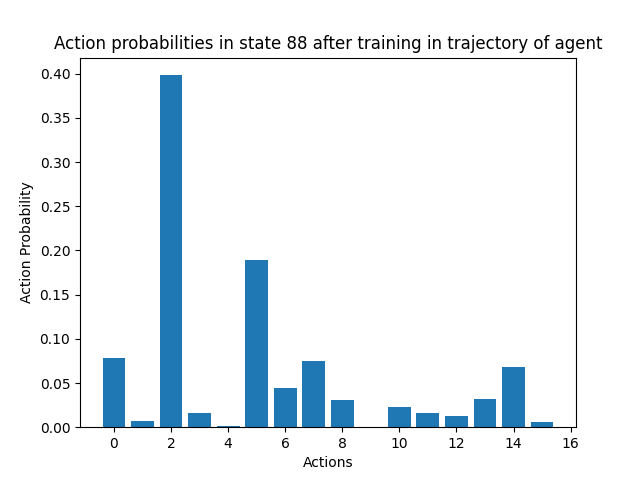 Action probabilities in state 88 after training in trajectory of agent
0.40
0.35
0.30
0.25
0.20
0.15
0.10
0.05
0.00
Action Probability
0 2 4 6 8 10 12 14 16
Actions